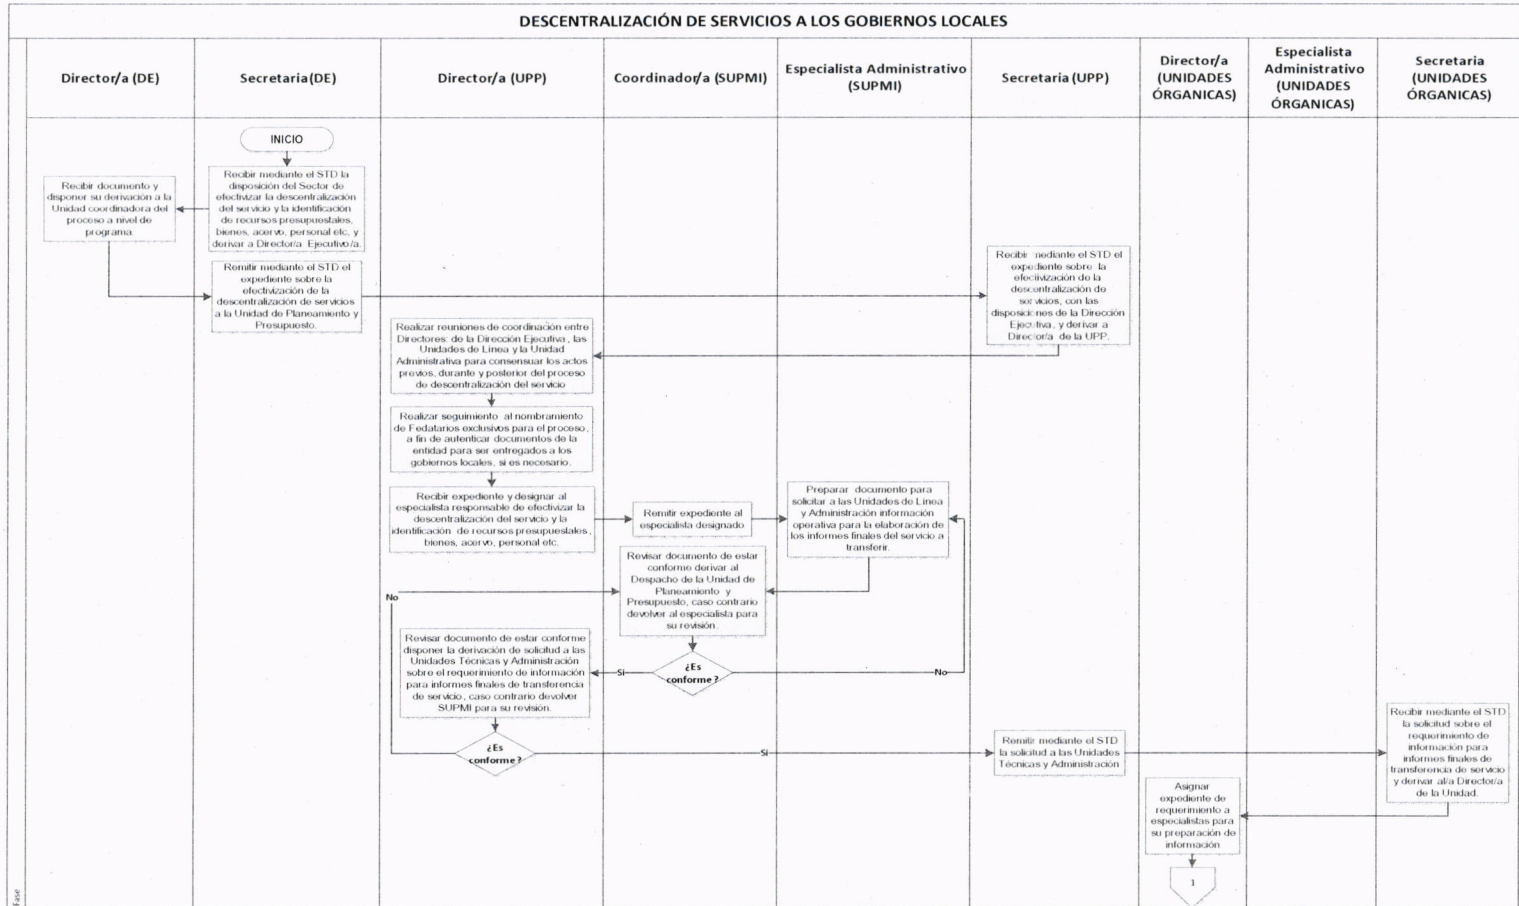 DESCENTRALIZACIÓN DE SERVICIOS A LOS GOBIERNOS LOCALES
Director/a (DE)
Secretaria(DE)
Director/a (UPP)
Coordinador/a (SUPMI)
Especialista Administrativo
(SUPMI)
Secretaria (UPP)
Director/a
(UNIDADES
ÓRGANICAS)
Especialista
Administrativo
(UNIDADES
ÓRGANICAS)
Secretaria
(UNIDADES
ÓRGANICAS)
INICIO
Recibir mediante el STD la
disposición del Sector de
efectivizar la descentralización
del servicio y la identificación
de recursos presupuestales,
bienes, acervo, personal etc, y
derivar a Director/a Ejecutivo/a.
Recibir documento y
disponer su derivación a la
Unidad coordinadora del
proceso a nivel de
programa.
Remitir mediante el STD el
expediente sobre la
efectivización de la
descentralización de servicios
a la Unidad de Planeamiento y
Presupuesto.
Recibir mediante el STD el
expediente sobre la
efectivización de la
descentralización de
servicios, con las
disposiciones de la Dirección
Ejecutiva, y derivar a
Director/a de la UPP.
Realizar reuniones de coordinación entre
Directores: de la Dirección Ejecutiva, las
Unidades de Línea y la Unidad
Administrativa para consensuar los actos
previos, durante y posterior del proceso
de descentralización del servicio
Realizar seguimiento al nombramiento
de Fedatarios exclusivos para el proceso,
a fin de autenticar documentos de la
entidad para ser entregados a los
gobiernos locales, si es necesario.
Recibir expediente y designar al
especialista responsable de efectivizar la
descentralización del servicio y la
identificación de recursos presupuestales,
bienes, acervo, personal etc.
Remitir expediente al
especialista designado
Preparar documento para
solicitar a las Unidades de Línea
y Administración información
operativa para la elaboración de
los informes finales del servicio a
transferir.
Revisar documento de estar
conforme derivar al
Despacho de la Unidad de
Planeamiento y
Presupuesto, caso contrario
devolver al especialista para
su revisión.
¿Es
conforme?
Si
No
Revisar documento de estar conforme
disponer la derivación de solicitud a las
Unidades Técnicas y Administración
sobre el requerimiento de información
para informes finales de transferencia
de servicio, caso contrario devolver
SUPMI para su revisión.
¿Es
conforme?
No
Si
Remitir mediante el STD
la solicitud a las Unidades
Técnicas y Administración
Recibir mediante el STD
la solicitud sobre el
requerimiento de
información para
informes finales de
transferencia de servicio
y derivar al/a Director/a
de la Unidad.
Asignar
expediente de
requerimiento a
especialistas para
su preparación de
información
1
Fase